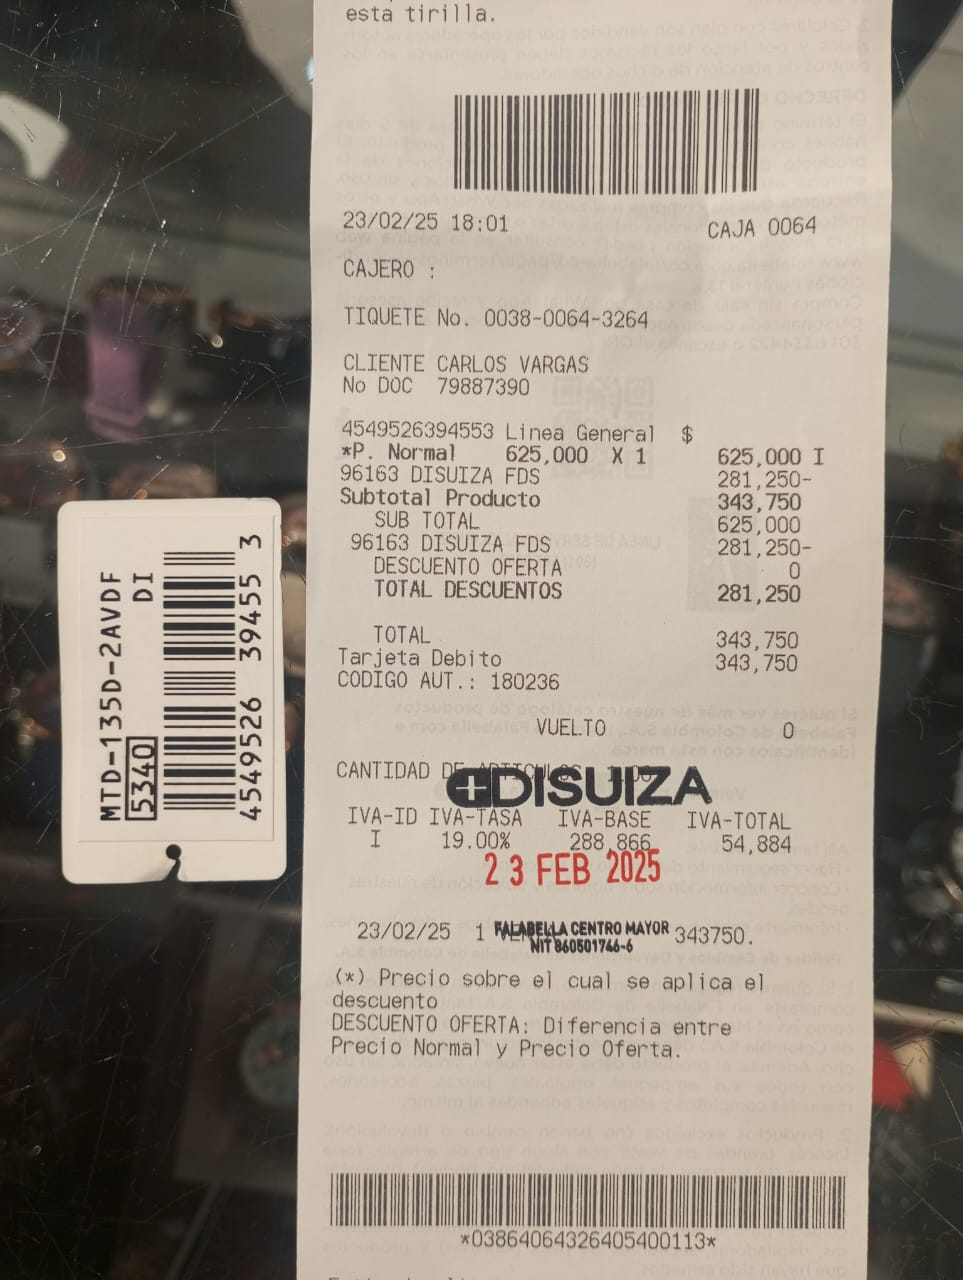 esta tirilla.
23/02/25 18:01 CAJA 0064
CAJERO :
TIQUETE No. 0038-0064-3264
CLIENTE CARLOS VARGAS
No DOC 79887390
4549526394553 Linea General $
*P. Normal 625,000 X 1 625,000 I
96163 DISUIZA FDS 281,250-
Subtotal Producto 343,750
SUB TOTAL 625,000
96163 DISUIZA FDS 281,250-
DESCUENTO OFERTA 0
TOTAL DESCUENTOS 281,250
TOTAL 343,750
Tarjeta Debito 343,750
CODIGO AUT.: 180236
VUELTO 0
CANTIDAD DE ARTICULOS
DISUIZA
IVA-ID IVA-TASA IVA-BASE IVA-TOTAL
I 19.00% 288,866 54,884
23 FEB 2025
23/02/25 1 343750.
FALABELLA CENTRO MAYOR
NIT 860501746-6
(*) Precio sobre el cual se aplica el
descuento
DESCUENTO OFERTA: Diferencia entre
Precio Normal y Precio Oferta.
*03864064326405400113*
MTD-135D-2AVDF
DI
5340
4549526 39455 3